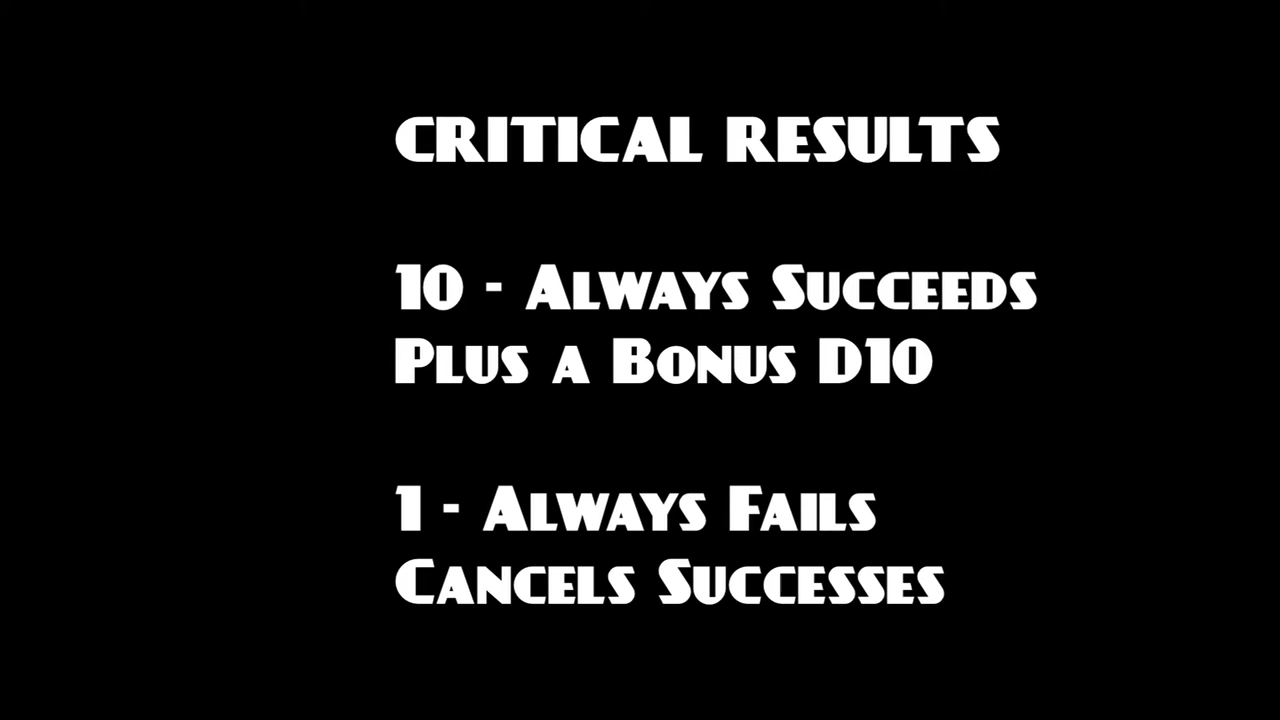 CRITICAL RESULTS
10 - Always Succeeds
Plus a Bonus D10
1 - Always Fails
Cancels Successes